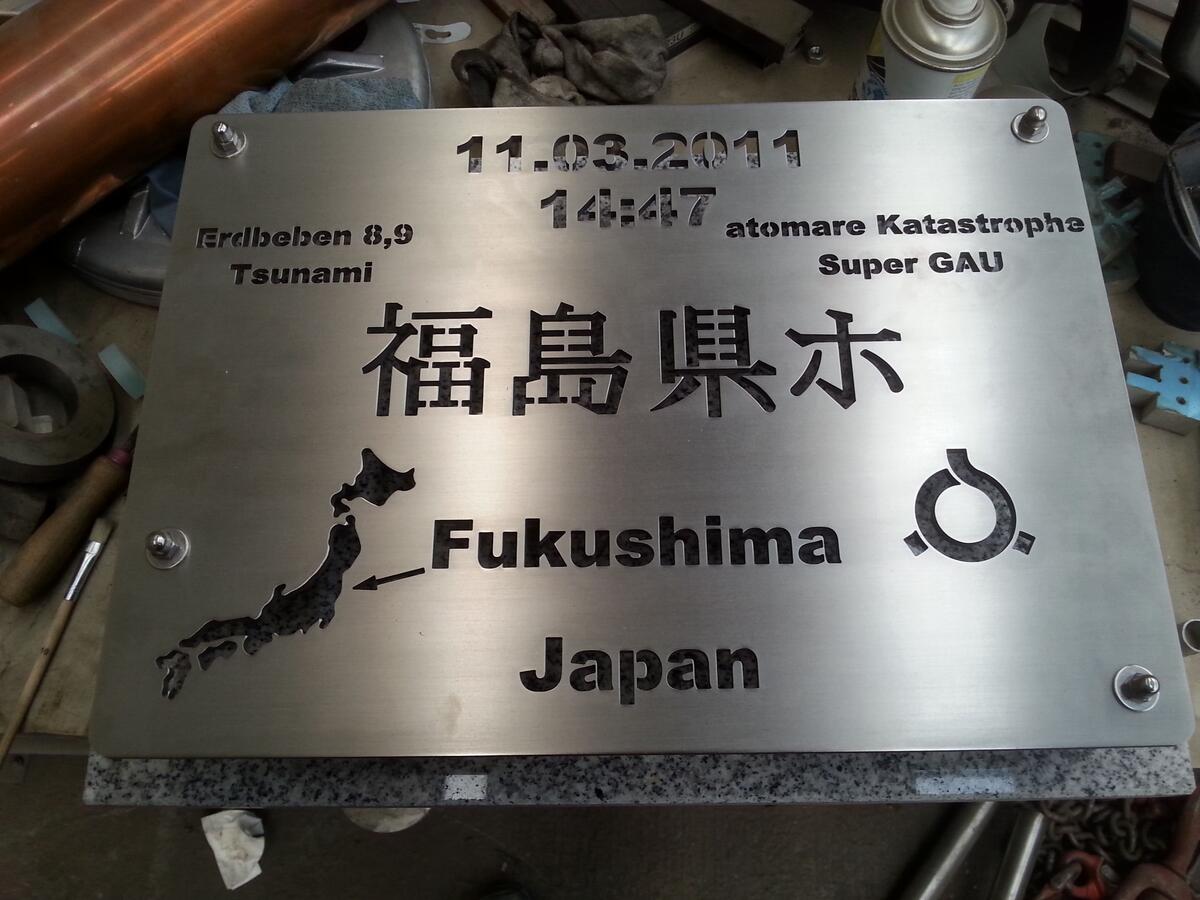 11.03.2011
14:47
Erdbeben 8,9
Tsunami
atomare Katastrophe
Super GAU
福島県ホ
Fukushima
Japan